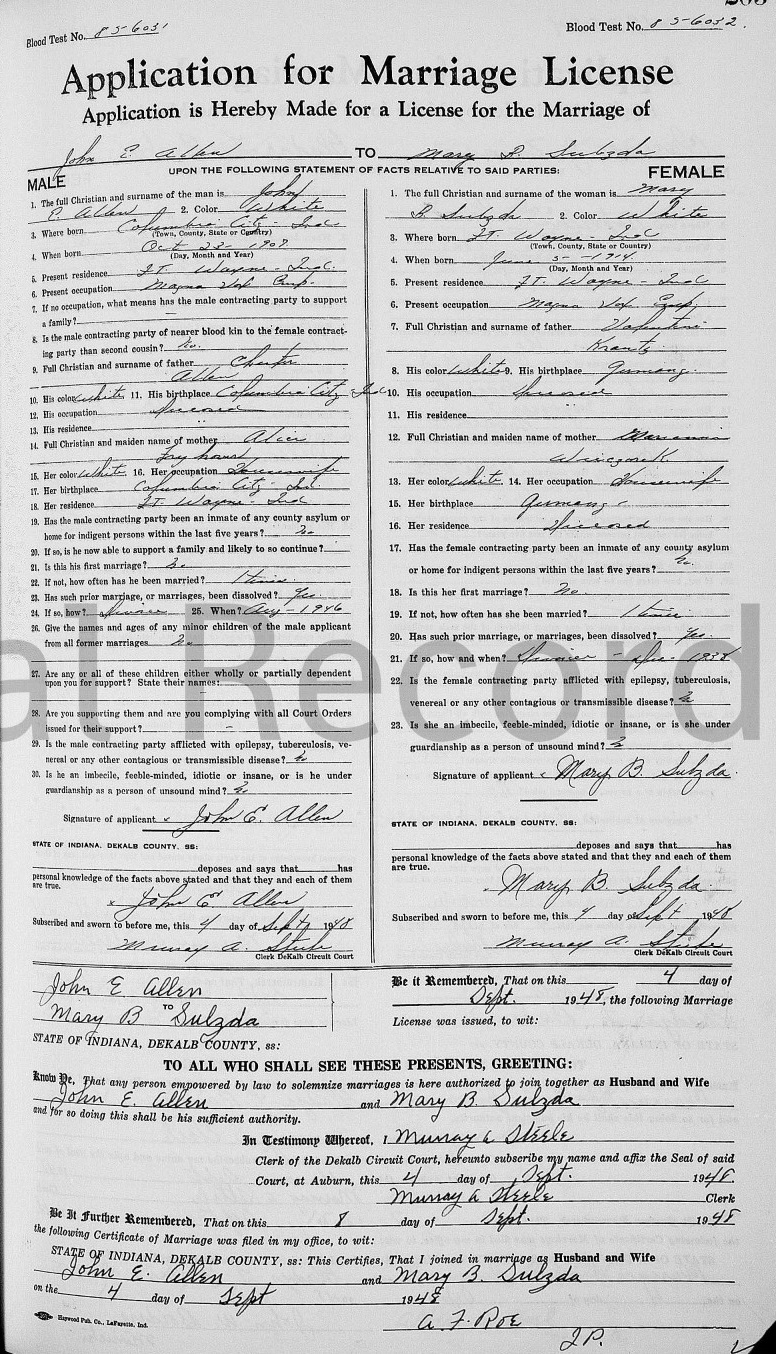 Blood Test No. 85-6031
Blood Test No. 85-6032.
Application for Marriage License
Application is Hereby Made for a License for the Marriage of
John E. Allen TO Mary B. Sulzda
UPON THE FOLLOWING STATEMENT OF FACTS RELATIVE TO SAID PARTIES:
MALE
1. The full Christian and surname of the man is John
E. Allen 2. Color White
3. Where born Columbia City - Ind
(Town, County, State or Country)
4. When born Oct 23 - 1909.
(Day, Month and Year)
5. Present residence Ft. Wayne - Ind.
6. Present occupation Magna Vox Emp.
7. If no occupation, what means has the male contracting party to support
a family? —
8. Is the male contracting party of nearer blood kin to the female contract-
ing party than second cousin? No.
9. Full Christian and surname of father Chester
Allen
10. His color White 11. His birthplace Columbia City - Ind
12. His occupation Deceased
13. His residence
14. Full Christian and maiden name of mother Alice
15. Her color White 16. Her occupation Housewife
17. Her birthplace Columbia City - Ind.
18. Her residence Ft. Wayne - Ind
19. Has the male contracting party been an inmate of any county asylum or
home for indigent persons within the last five years? No
20. If so, is he now able to support a family and likely to so continue?
21. Is this his first marriage? No
22. If not, how often has he been married? 1 time
23. Has such prior marriage, or marriages, been dissolved? Yes
24. If so, how? Divorce 25. When? Aug - 1946
26. Give the names and ages of any minor children of the male applicant
from all former marriages No
27. Are any or all of these children either wholly or partially dependent
upon you for support? State their names: —
28. Are you supporting them and are you complying with all Court Orders
issued for their support? —
29. Is the male contracting party afflicted with epilepsy, tuberculosis, ve-
nereal or any other contagious or transmissible disease? No
30. Is he an imbecile, feeble-minded, idiotic or insane, or is he under
guardianship as a person of unsound mind? No
Signature of applicant x John E. Allen
STATE OF INDIANA, DEKALB COUNTY, SS:
deposes and says that has
personal knowledge of the facts above stated and that they and each of them
are true.
x John E. Allen
Subscribed and sworn to before me, this 4 day of Sept 1948
Murray A. Steele
Clerk DeKalb Circuit Court
FEMALE
1. The full Christian and surname of the woman is Mary
B. Sulzda 2. Color White
3. Where born Ft. Wayne - Ind
(Town, County, State or Country)
4. When born June 5 - 1914.
(Day, Month and Year)
5. Present residence Ft. Wayne - Ind
6. Present occupation Magna Vox Emp.
7. Full Christian and surname of father Valentine
Krantz
8. His color White 9. His birthplace Germany.
10. His occupation Deceased
11. His residence
12. Full Christian and maiden name of mother
Wieczorek
13. Her color White 14. Her occupation Housewife
15. Her birthplace Germany
16. Her residence Deceased
17. Has the female contracting party been an inmate of any county asylum
or home for indigent persons within the last five years? No.
18. Is this her first marriage? No
19. If not, how often has she been married? 1 time
20. Has such prior marriage, or marriages, been dissolved? Yes
21. If so, how and when? Divorce - Dec - 1938
22. Is the female contracting party afflicted with epilepsy, tuberculosis,
venereal or any other contagious or transmissible disease? No
23. Is she an imbecile, feeble-minded, idiotic or insane, or is she under
guardianship as a person of unsound mind? No
Signature of applicant x Mary B. Sulzda.
STATE OF INDIANA, DEKALB COUNTY, SS:
deposes and says that has
personal knowledge of the facts above stated and that they and each of them
are true.
Mary B. Sulzda.
Subscribed and sworn to before me, this 4 day of Sept 1948
Murray A. Steele
Clerk DeKalb Circuit Court
John E Allen
TO
Mary B Sulzda
STATE OF INDIANA, DEKALB COUNTY, ss:
Be it Remembered, That on this 4 day of
Sept. 1948, the following Marriage
License was issued, to wit:
TO ALL WHO SHALL SEE THESE PRESENTS, GREETING:
Know Ye, That any person empowered by law to solemnize marriages is here authorized to join together as Husband and Wife
John E. Allen and Mary B. Sulzda
and for so doing this shall be his sufficient authority.
In Testimony Whereof, I Murray A Steele
Clerk of the Dekalb Circuit Court, hereunto subscribe my name and affix the Seal of said
Court, at Auburn, this 4 day of Sept. 1948.
Murray A Steele Clerk
Be It Further Remembered, That on this 8 day of Sept. 1948
the following Certificate of Marriage was filed in my office, to wit:
STATE OF INDIANA, DEKALB COUNTY, ss: This Certifies, That I joined in marriage as Husband and Wife
John E. Allen and Mary B. Sulzda
on the 4 day of Sept 1948
A. F. Roe
J.P.
Haywood Pub. Co., LaFayette, Ind.
al Record